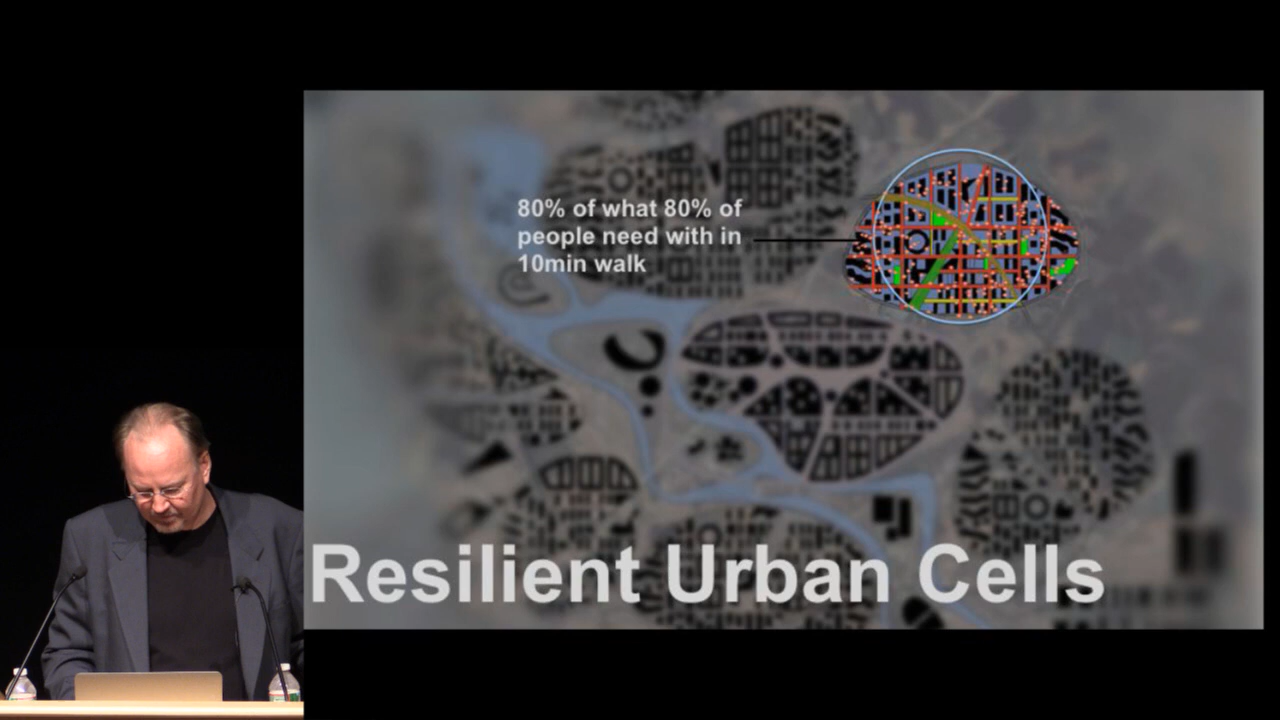 80% of what 80% of
people need with in
10min walk
Resilient Urban Cells